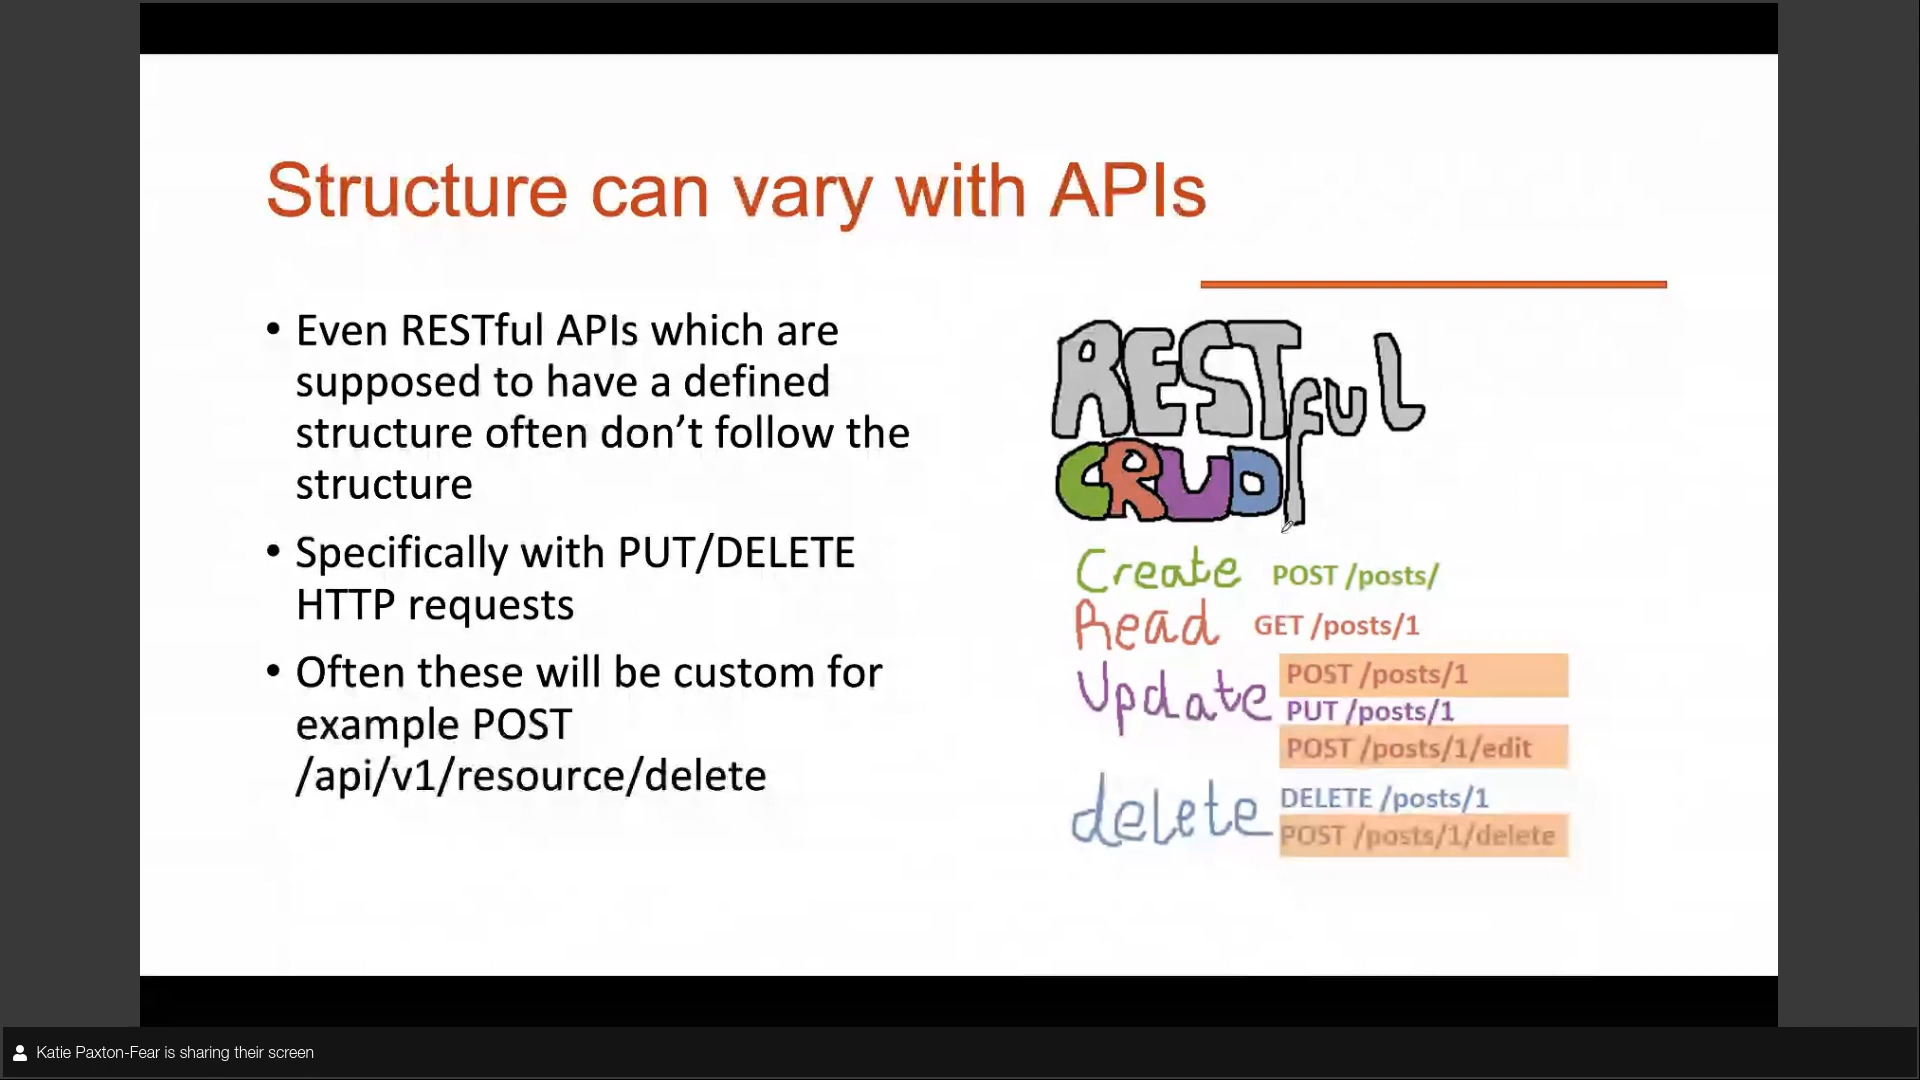 Structure can vary with APIs
• Even RESTful APIs which are
supposed to have a defined
structure often don’t follow the
structure
• Specifically with PUT/DELETE
HTTP requests
• Often these will be custom for
example POST
/api/v1/resource/delete
RESTful
CRUD
Create POST /posts/
Read GET /posts/1
POST /posts/1
Update PUT /posts/1
POST /posts/1/edit
delete DELETE /posts/1
POST /posts/1/delete
Katie Paxton-Fear is sharing their screen